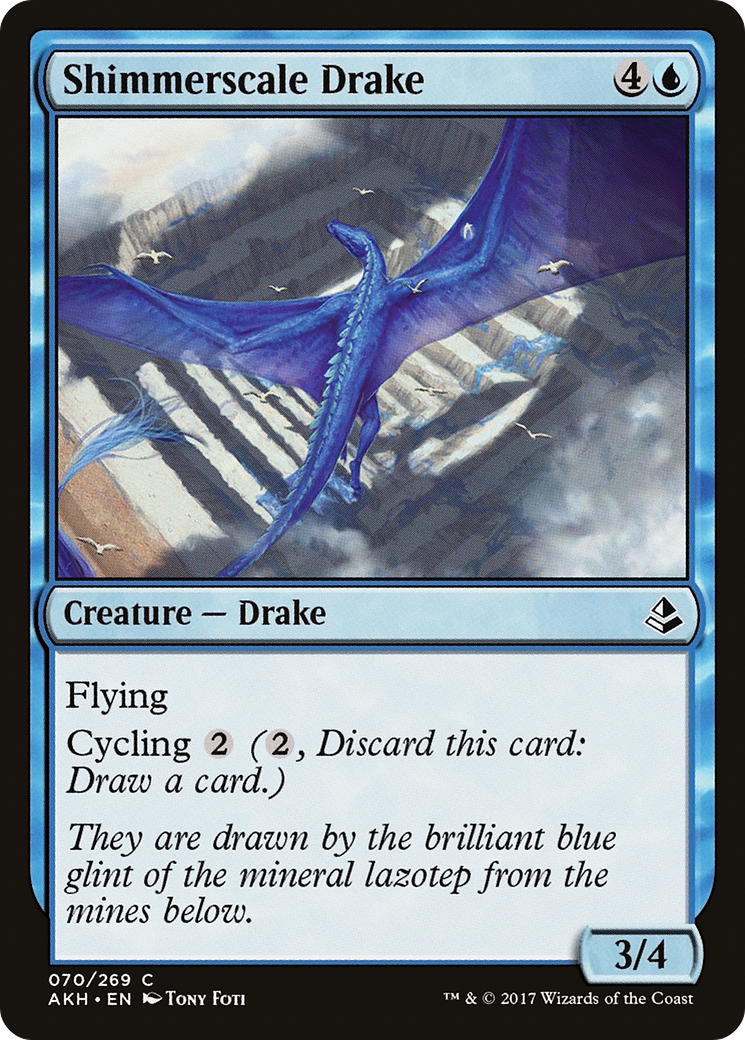 Shimmerscale Drake 4
Creature — Drake
Flying
Cycling 2 (2, Discard this card:
Draw a card.)
They are drawn by the brilliant blue
glint of the mineral lazotep from the
mines below.
3/4
070/269 C
AKH • EN Tony Foti
™ & © 2017 Wizards of the Coast